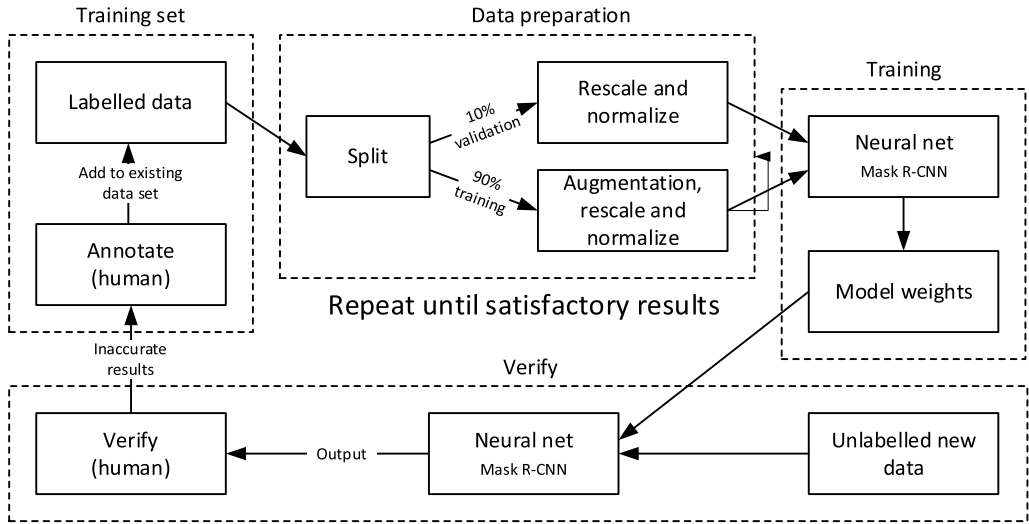 Training set
Data preparation
Training
Labelled data
Add to existing
data set
Annotate
(human)
Split
10%
validation
90%
training
Rescale and
normalize
Augmentation,
rescale and
normalize
Neural net
Mask R-CNN
Model weights
Repeat until satisfactory results
Inaccurate
results
Verify
Verify
(human)
Output
Neural net
Mask R-CNN
Unlabelled new
data